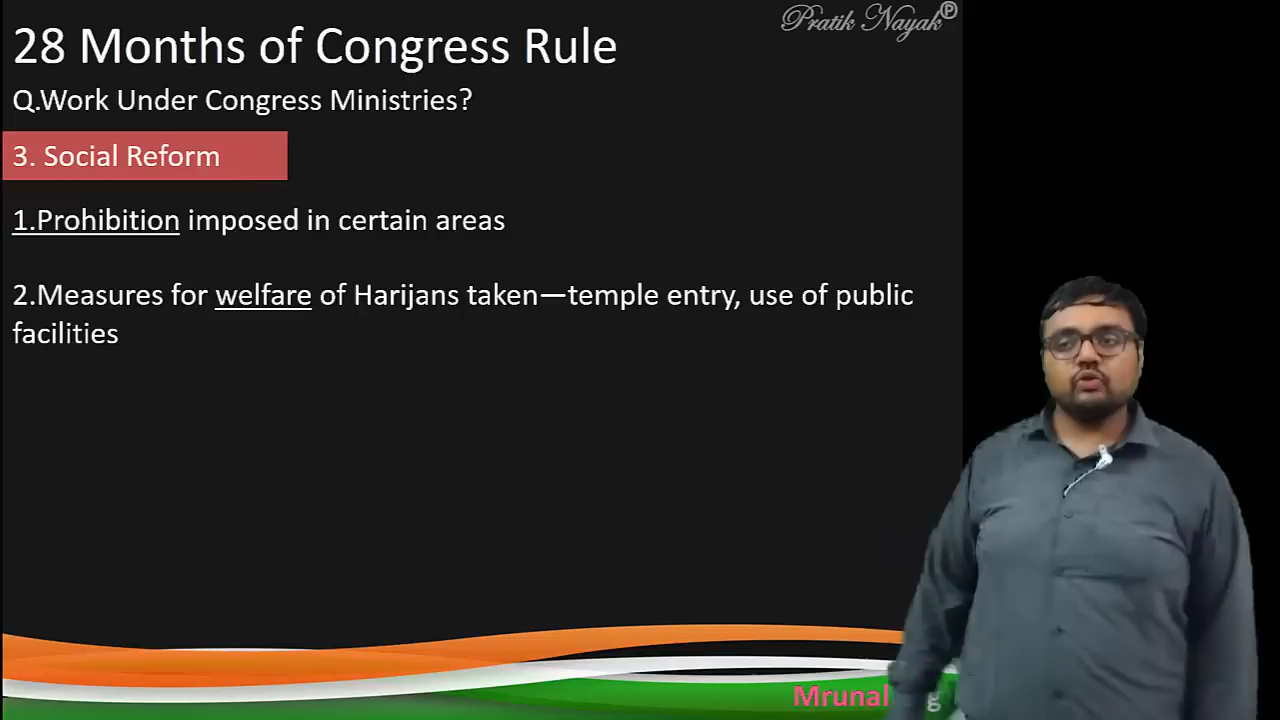 Pratik Nayak℗
28 Months of Congress Rule
Q.Work Under Congress Ministries?
3. Social Reform
1.Prohibition imposed in certain areas
2.Measures for welfare of Harijans taken—temple entry, use of public
facilities
Mrunal